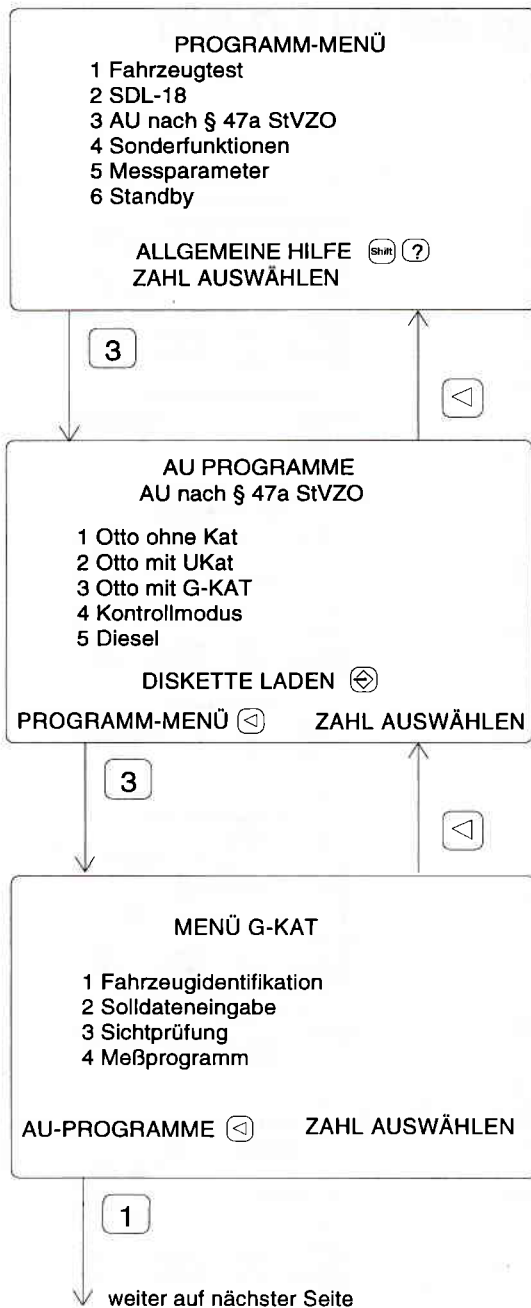 PROGRAMM-MENÜ
1 Fahrzeugtest
2 SDL-18
3 AU nach § 47a StVZO
4 Sonderfunktionen
5 Messparameter
6 Standby
ALLGEMEINE HILFE Shift ?
ZAHL AUSWÄHLEN
3
AU PROGRAMME
AU nach § 47a StVZO
1 Otto ohne Kat
2 Otto mit UKat
3 Otto mit G-KAT
4 Kontrollmodus
5 Diesel
DISKETTE LADEN
PROGRAMM-MENÜ ZAHL AUSWÄHLEN
3
MENÜ G-KAT
1 Fahrzeugidentifikation
2 Solldateneingabe
3 Sichtprüfung
4 Meßprogramm
AU-PROGRAMME ZAHL AUSWÄHLEN
1
weiter auf nächster Seite